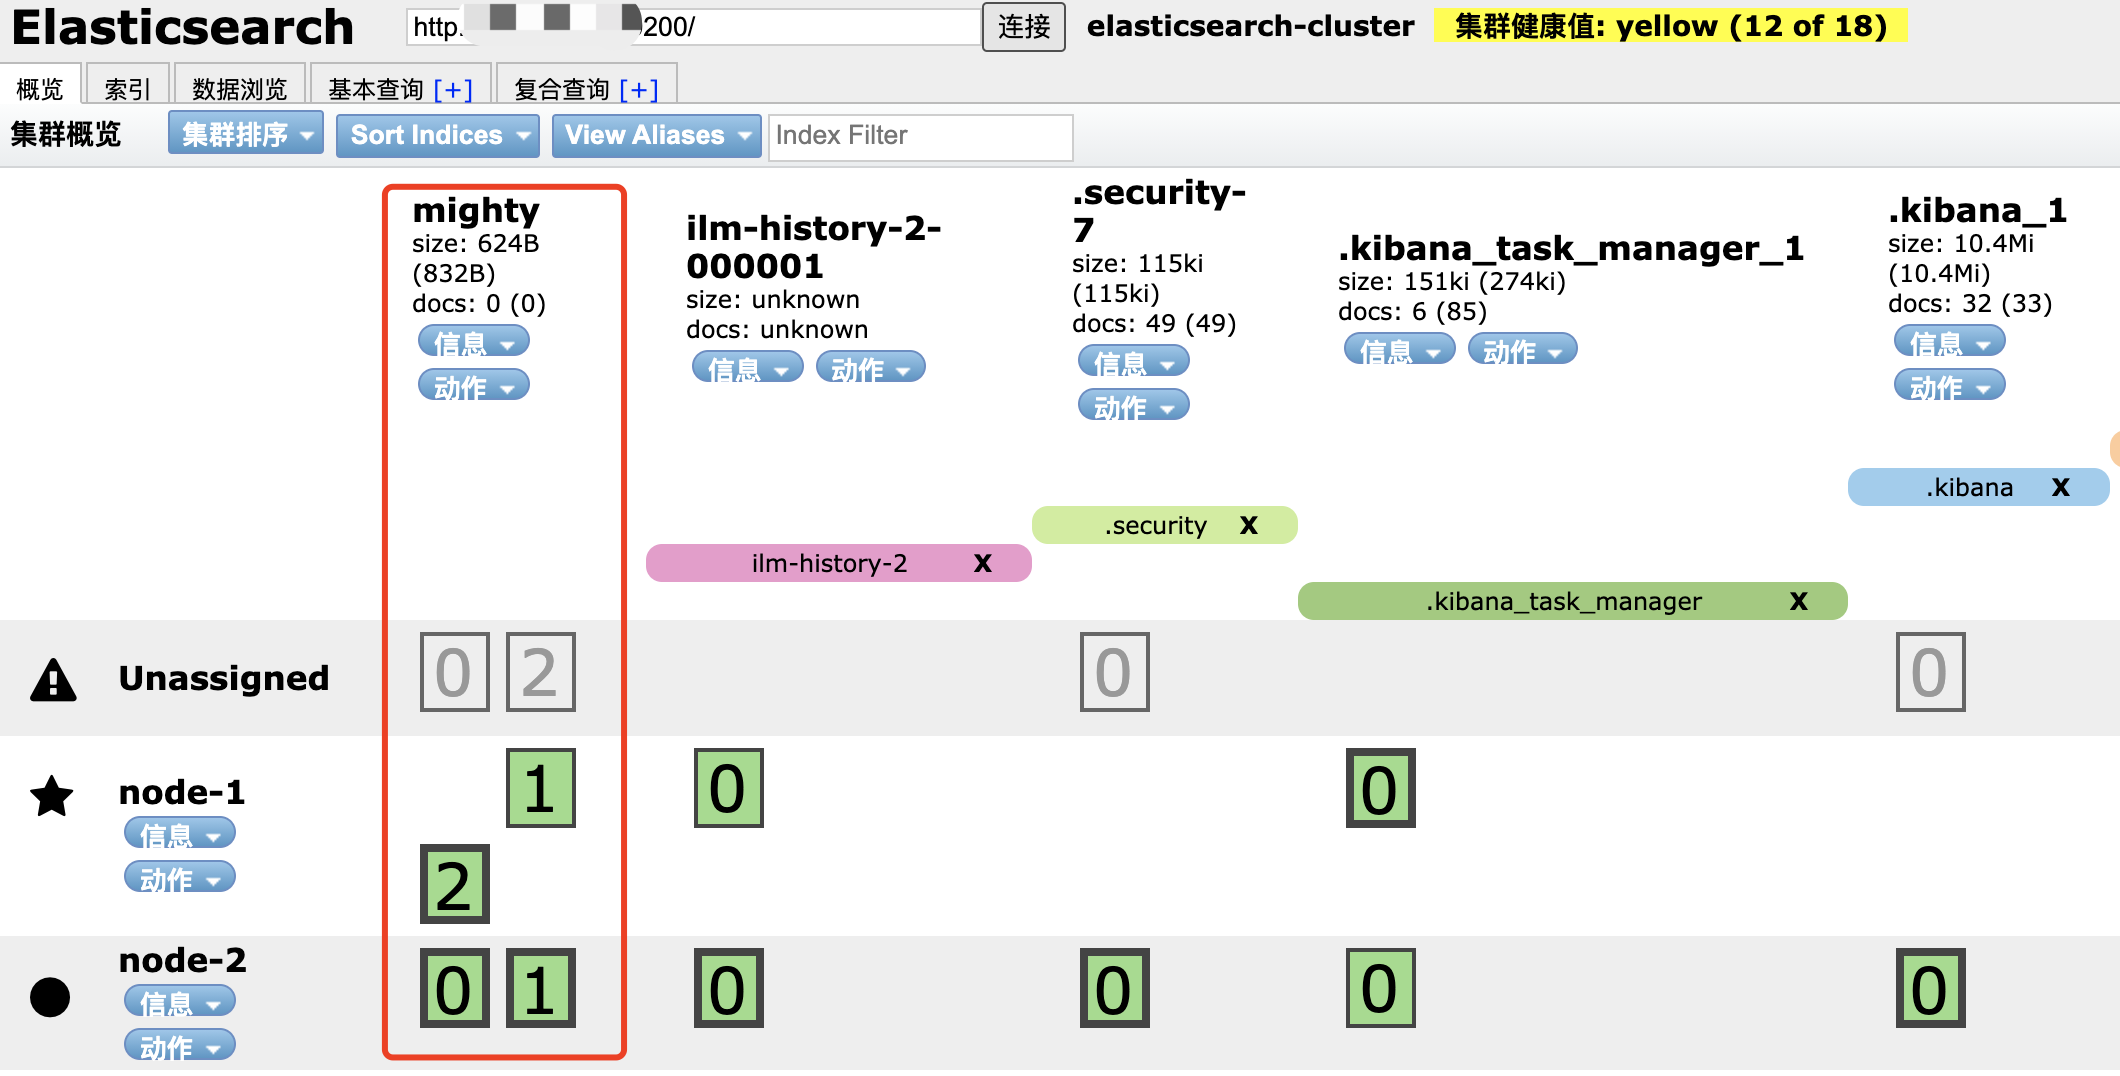 Elasticsearch
http: 200/
连接
elasticsearch-cluster
集群健康值: yellow (12 of 18)
概览
索引
数据浏览
基本查询 [+]
复合查询 [+]
集群概览
集群排序
Sort Indices
View Aliases
Index Filter
mighty
size: 624B
(832B)
docs: 0 (0)
信息
动作
ilm-history-2-
000001
size: unknown
docs: unknown
信息
动作
.security-
7
size: 115ki
(115ki)
docs: 49 (49)
信息
动作
.kibana_task_manager_1
size: 151ki (274ki)
docs: 6 (85)
信息
动作
.kibana_1
size: 10.4Mi
(10.4Mi)
docs: 32 (33)
信息
动作
.kibana X
.security X
ilm-history-2 X
.kibana_task_manager X
Unassigned
0 2
0
0
node-1
信息
动作
1
0
0
2
node-2
信息
动作
0 1
0
0
0
0